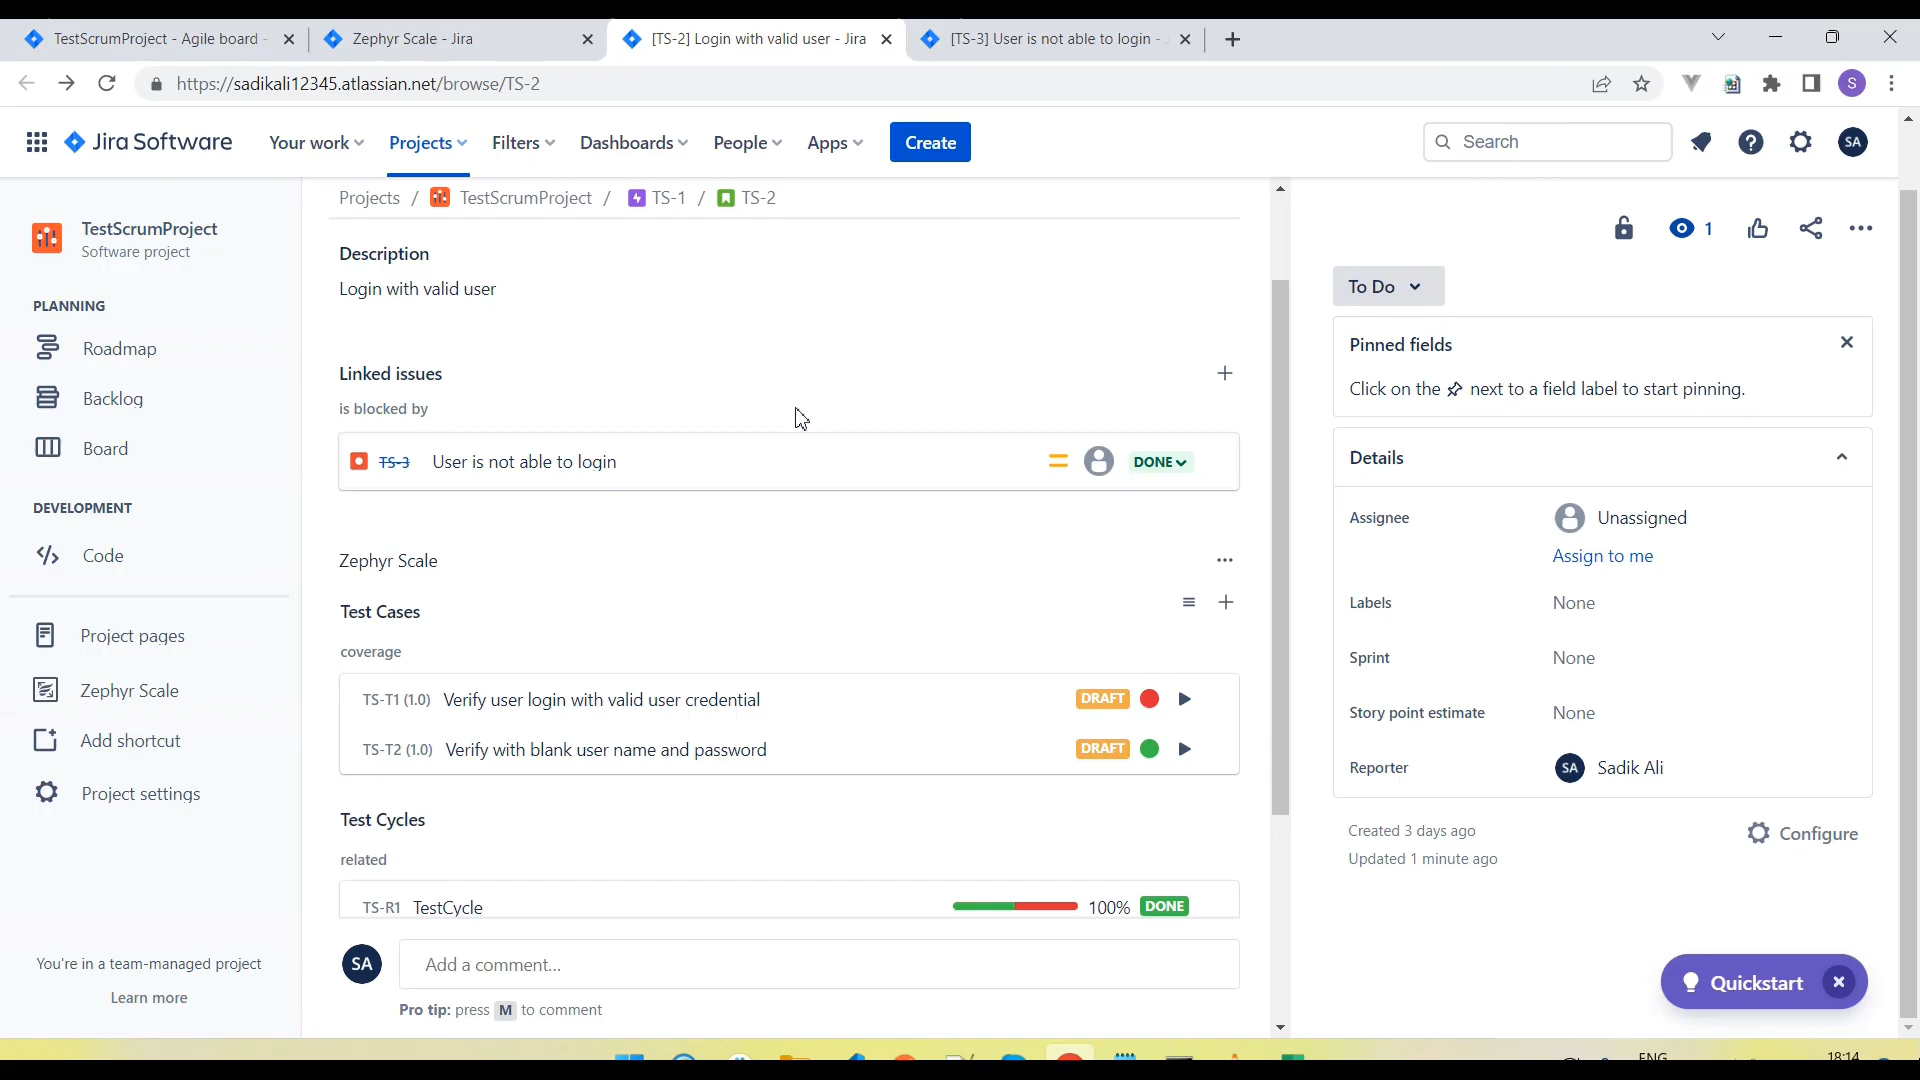 TestScrumProject - Agile board -
Zephyr Scale - Jira
[TS-2] Login with valid user - Jira
[TS-3] User is not able to login -
https://sadikali12345.atlassian.net/browse/TS-2
S
Jira Software
Your work
Projects
Filters
Dashboards
People
Apps
Create
Search
SA
TestScrumProject
Software project
PLANNING
Roadmap
Backlog
Board
DEVELOPMENT
Code
Project pages
Zephyr Scale
Add shortcut
Project settings
You're in a team-managed project
Learn more
Projects / TestScrumProject / TS-1 / TS-2
Description
Login with valid user
Linked issues
is blocked by
TS-3 User is not able to login DONE
Zephyr Scale
Test Cases
coverage
TS-T1 (1.0) Verify user login with valid user credential DRAFT
TS-T2 (1.0) Verify with blank user name and password DRAFT
Test Cycles
related
TS-R1 TestCycle 100% DONE
SA Add a comment...
Pro tip: press M to comment
1
To Do
Pinned fields
Click on the next to a field label to start pinning.
Details
Assignee Unassigned
Assign to me
Labels None
Sprint None
Story point estimate None
Reporter SA Sadik Ali
Created 3 days ago
Configure
Updated 1 minute ago
Quickstart
ENG
18:14